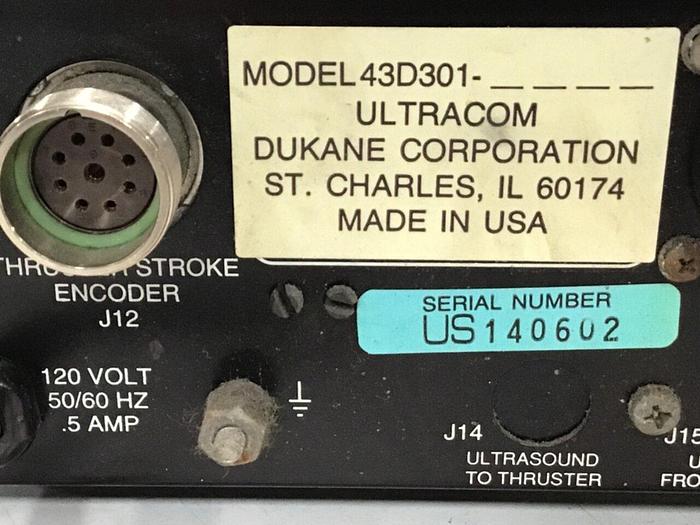 MODEL 43D301-_ _ _ _
ULTRACOM
DUKANE CORPORATION
ST. CHARLES, IL 60174
MADE IN USA
STROKE
ENCODER
J12
SERIAL NUMBER
US140602
120 VOLT
50/60 HZ
.5 AMP
J14
ULTRASOUND
TO THRUSTER
J15